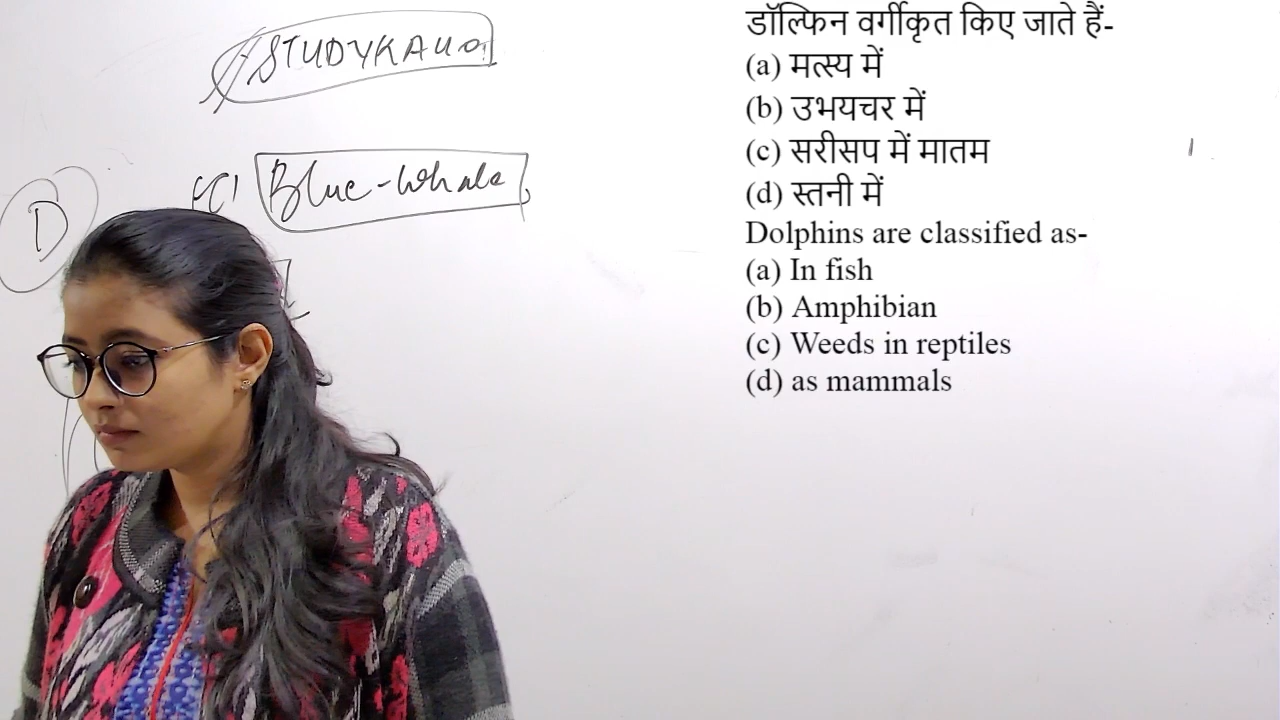 STUDYKAUA
D
Blue-Whale
डॉल्फिन वर्गीकृत किए जाते हैं-
(a) मत्स्य में
(b) उभयचर में
(c) सरीसप में मातम
(d) स्तनी में
Dolphins are classified as-
(a) In fish
(b) Amphibian
(c) Weeds in reptiles
(d) as mammals